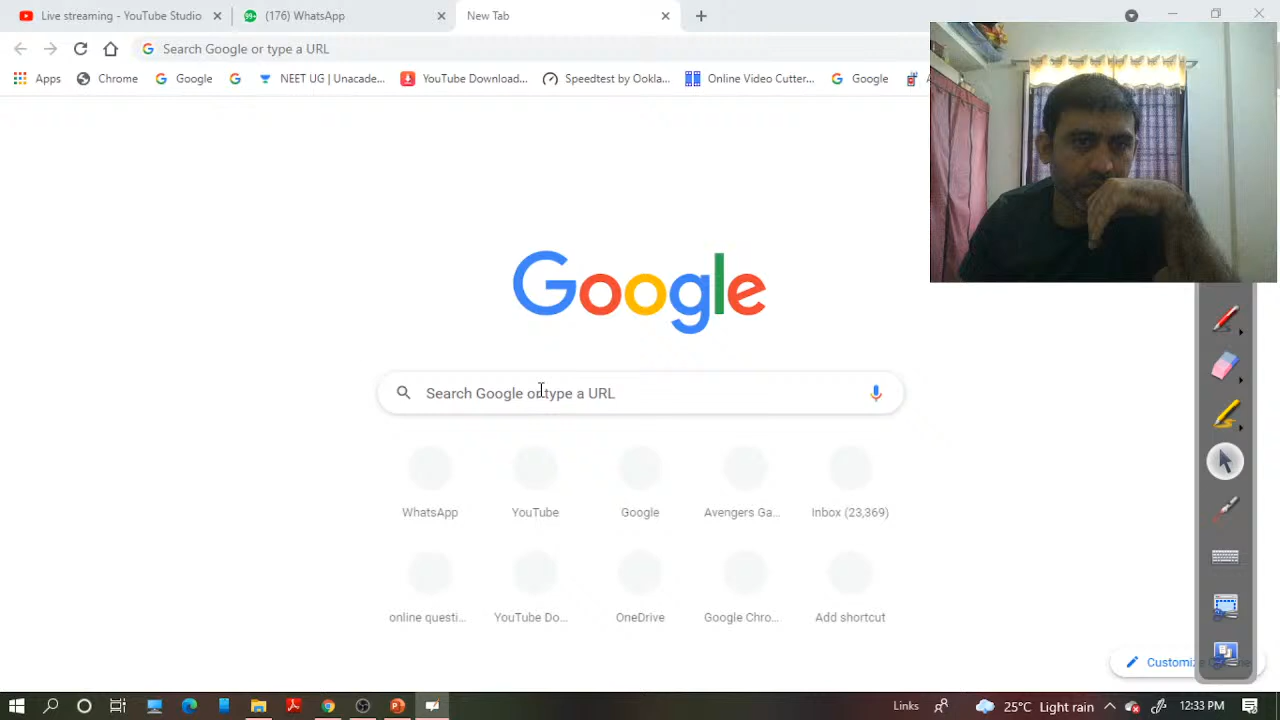 Live streaming - YouTube Studio
99+
(176) WhatsApp
New Tab
Search Google or type a URL
Apps
Chrome
Google
NEET UG | Unacade...
YouTube Download...
Speedtest by Ookla...
Online Video Cutter...
Google
Google
Search Google or type a URL
WhatsApp
YouTube
Google
Avengers Ga...
Inbox (23,369)
online questi...
YouTube Do...
OneDrive
Google Chro...
Add shortcut
Links
25°C Light rain
12:33 PM